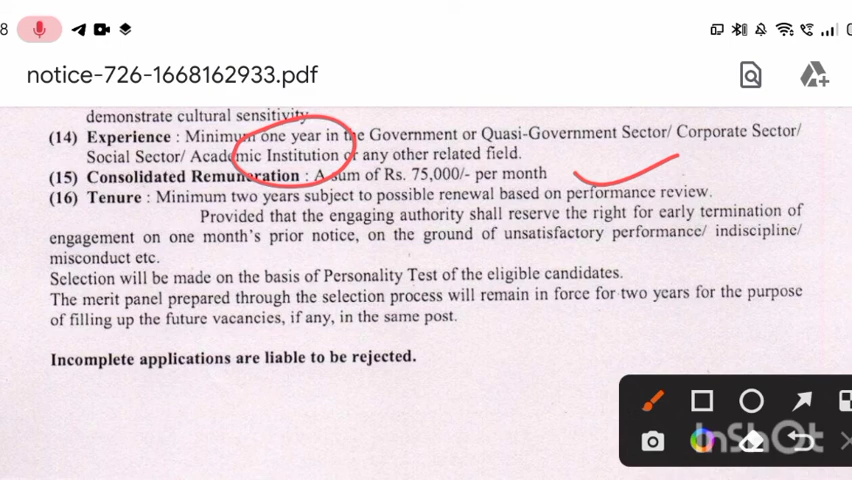 8
notice-726-1668162933.pdf
demonstrate cultural sensitivity
(14) Experience : Minimum one year in the Government or Quasi-Government Sector/ Corporate Sector/
Social Sector/ Academic Institution or any other related field.
(15) Consolidated Remuneration : A sum of Rs. 75,000/- per month
(16) Tenure : Minimum two years subject to possible renewal based on performance review.
Provided that the engaging authority shall reserve the right for early termination of
engagement on one month's prior notice, on the ground of unsatisfactory performance/ indiscipline/
misconduct etc.
Selection will be made on the basis of Personality Test of the eligible candidates.
The merit panel prepared through the selection process will remain in force for two years for the purpose
of filling up the future vacancies, if any, in the same post.
Incomplete applications are liable to be rejected.
InShOt